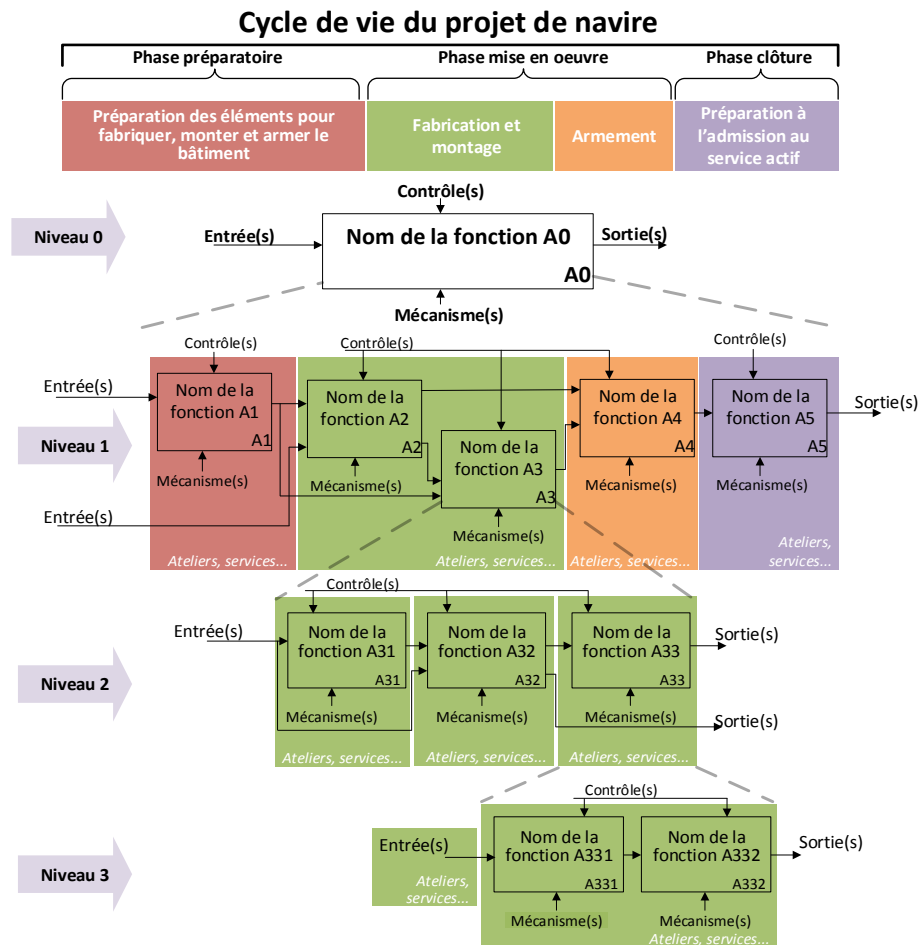 Cycle de vie du projet de navire
Phase préparatoire
Phase mise en oeuvre
Phase clôture
Préparation des éléments pour
fabriquer, monter et armer le
bâtiment
Fabrication et
montage
Armement
Préparation à
l'admission au
service actif
Niveau 0
Contrôle(s)
Entrée(s)
Nom de la fonction A0
A0
Sortie(s)
Mécanisme(s)
Niveau 1
Contrôle(s)
Contrôle(s)
Contrôle(s)
Entrée(s)
Nom de la
fonction A1
A1
Mécanisme(s)
Entrée(s)
Ateliers, services...
Nom de la
fonction A2
A2
Mécanisme(s)
Nom de la
fonction A3
A3
Mécanisme(s)
Ateliers, services...
Nom de la
fonction A4
A4
Mécanisme(s)
Ateliers, services...
Nom de la
fonction A5
A5
Mécanisme(s)
Ateliers,
services...
Sortie(s)
Niveau 2
Contrôle(s)
Entrée(s)
Nom de la
fonction A31
A31
Mécanisme(s)
Ateliers, services...
Nom de la
fonction A32
A32
Mécanisme(s)
Ateliers, services...
Nom de la
fonction A33
A33
Mécanisme(s)
Ateliers, services...
Sortie(s)
Sortie(s)
Niveau 3
Contrôle(s)
Entrée(s)
Ateliers,
services...
Nom de la
fonction A331
A331
Mécanisme(s)
Nom de la
fonction A332
A332
Mécanisme(s)
Ateliers, services...
Sortie(s)